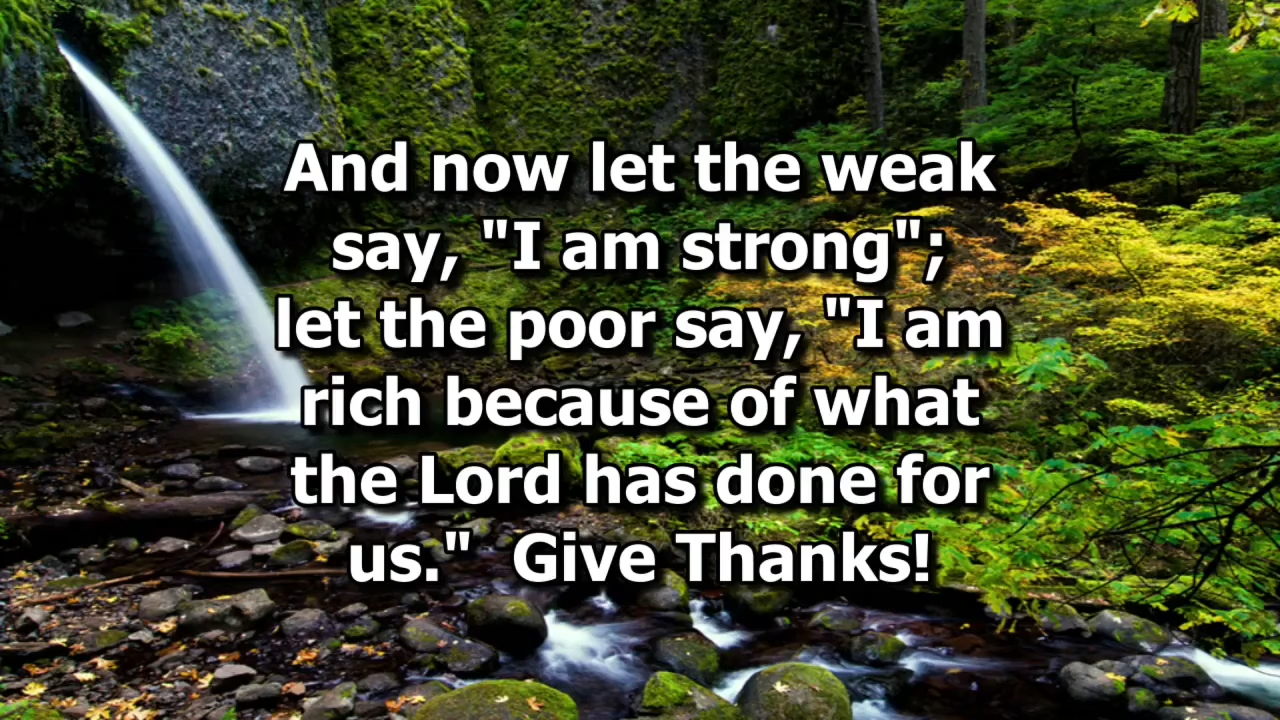 And now let the weak
say, "I am strong";
let the poor say, "I am
rich because of what
the Lord has done for
us."  Give Thanks!